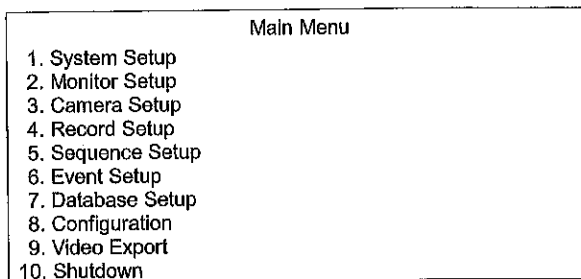 Main Menu
1. System Setup
2. Monitor Setup
3. Camera Setup
4. Record Setup
5. Sequence Setup
6. Event Setup
7. Database Setup
8. Configuration
9. Video Export
10. Shutdown